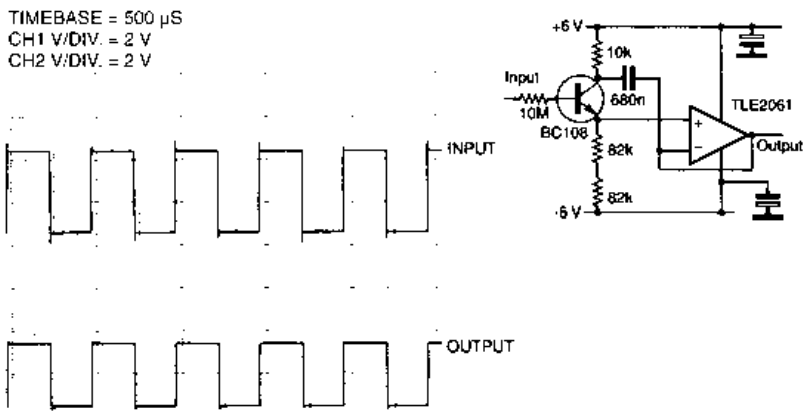 TIMEBASE = 500 µS
CH1 V/DIV. = 2 V
CH2 V/DIV. = 2 V
INPUT
OUTPUT
+6 V
10k
Input
10M
680n
BC108
TLE2061
+
−
Output
82k
82k
-6 V